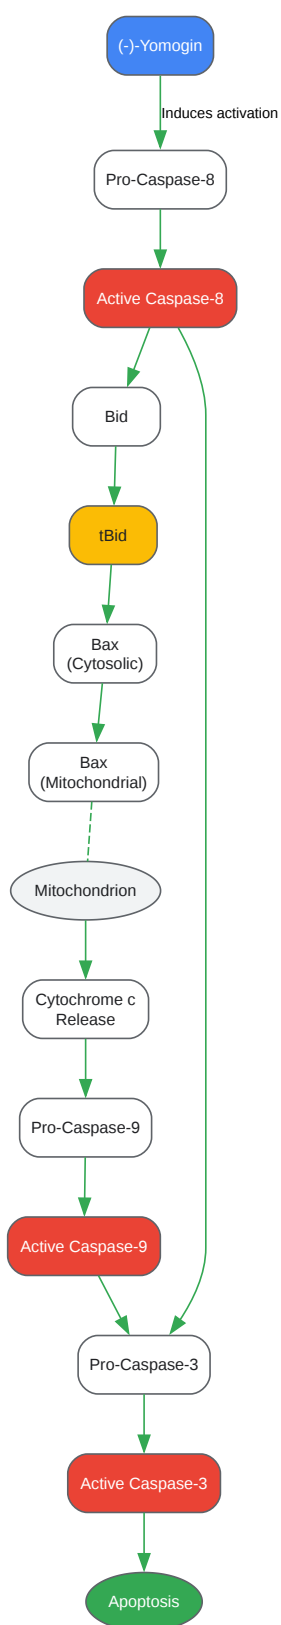 (-)-Yomogin
Induces activation
Pro-Caspase-8
Active Caspase-8
Bid
tBid
Bax
(Cytosolic)
Bax
(Mitochondrial)
Mitochondrion
Cytochrome c
Release
Pro-Caspase-9
Active Caspase-9
Pro-Caspase-3
Active Caspase-3
Apoptosis